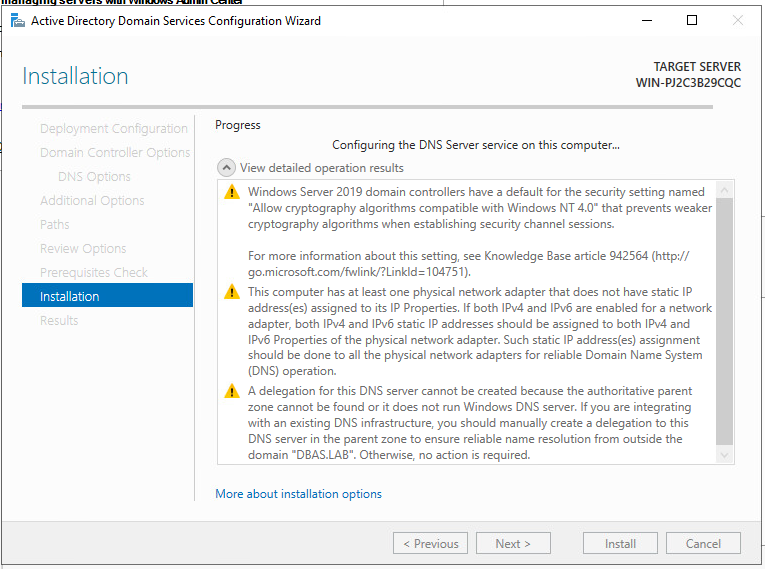 managing servers with Windows Admin Center
Active Directory Domain Services Configuration Wizard
Installation
TARGET SERVER
WIN-PJ2C3B29CQC
Deployment Configuration
Domain Controller Options
DNS Options
Additional Options
Paths
Review Options
Prerequisites Check
Installation
Results
Progress
Configuring the DNS Server service on this computer...
View detailed operation results
Windows Server 2019 domain controllers have a default for the security setting named
"Allow cryptography algorithms compatible with Windows NT 4.0" that prevents weaker
cryptography algorithms when establishing security channel sessions.
For more information about this setting, see Knowledge Base article 942564 (http://
go.microsoft.com/fwlink/?LinkId=104751).
This computer has at least one physical network adapter that does not have static IP
address(es) assigned to its IP Properties. If both IPv4 and IPv6 are enabled for a network
adapter, both IPv4 and IPv6 static IP addresses should be assigned to both IPv4 and
IPv6 Properties of the physical network adapter. Such static IP address(es) assignment
should be done to all the physical network adapters for reliable Domain Name System
(DNS) operation.
A delegation for this DNS server cannot be created because the authoritative parent
zone cannot be found or it does not run Windows DNS server. If you are integrating
with an existing DNS infrastructure, you should manually create a delegation to this
DNS server in the parent zone to ensure reliable name resolution from outside the
domain "DBAS.LAB". Otherwise, no action is required.
More about installation options
< Previous
Next >
Install
Cancel